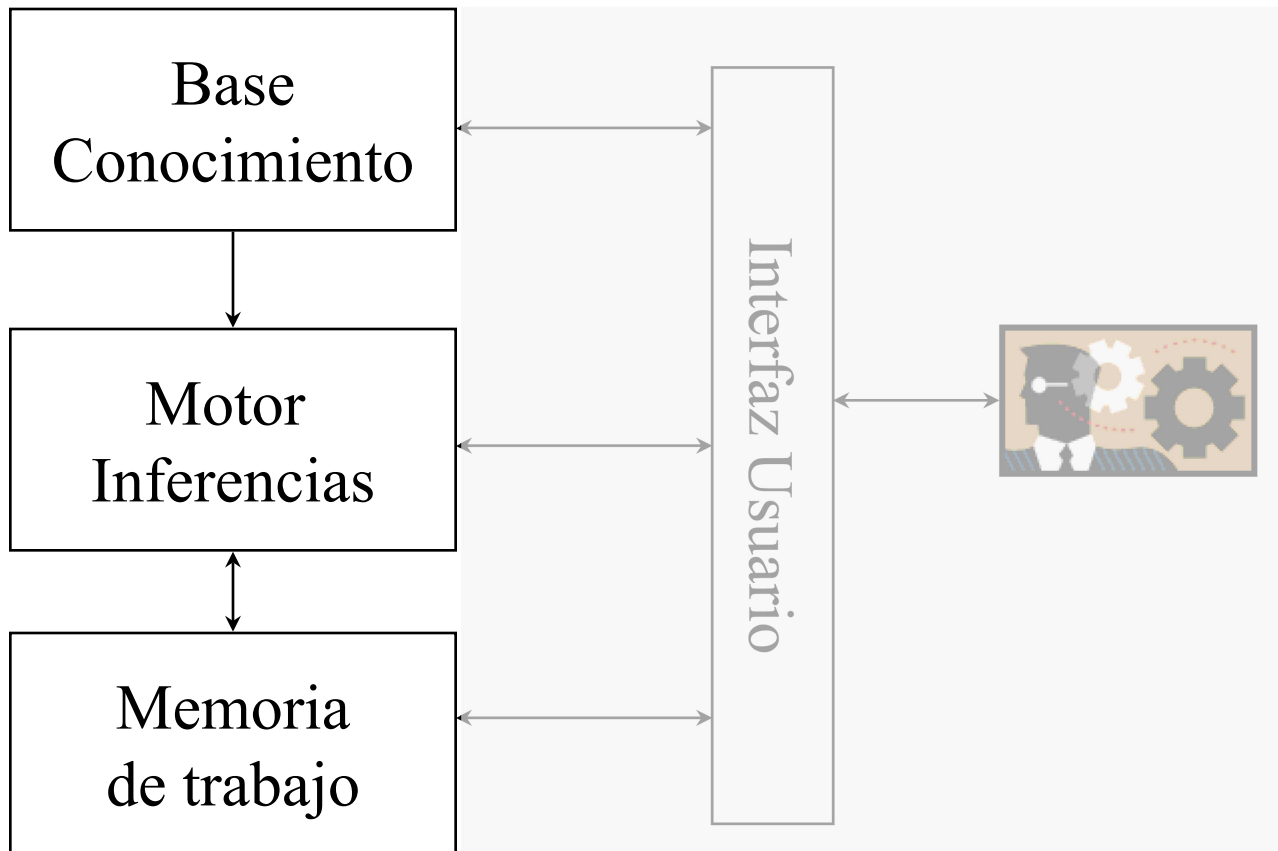 Base
Conocimiento
Motor
Inferencias
Memoria
de trabajo
Interfaz Usuario